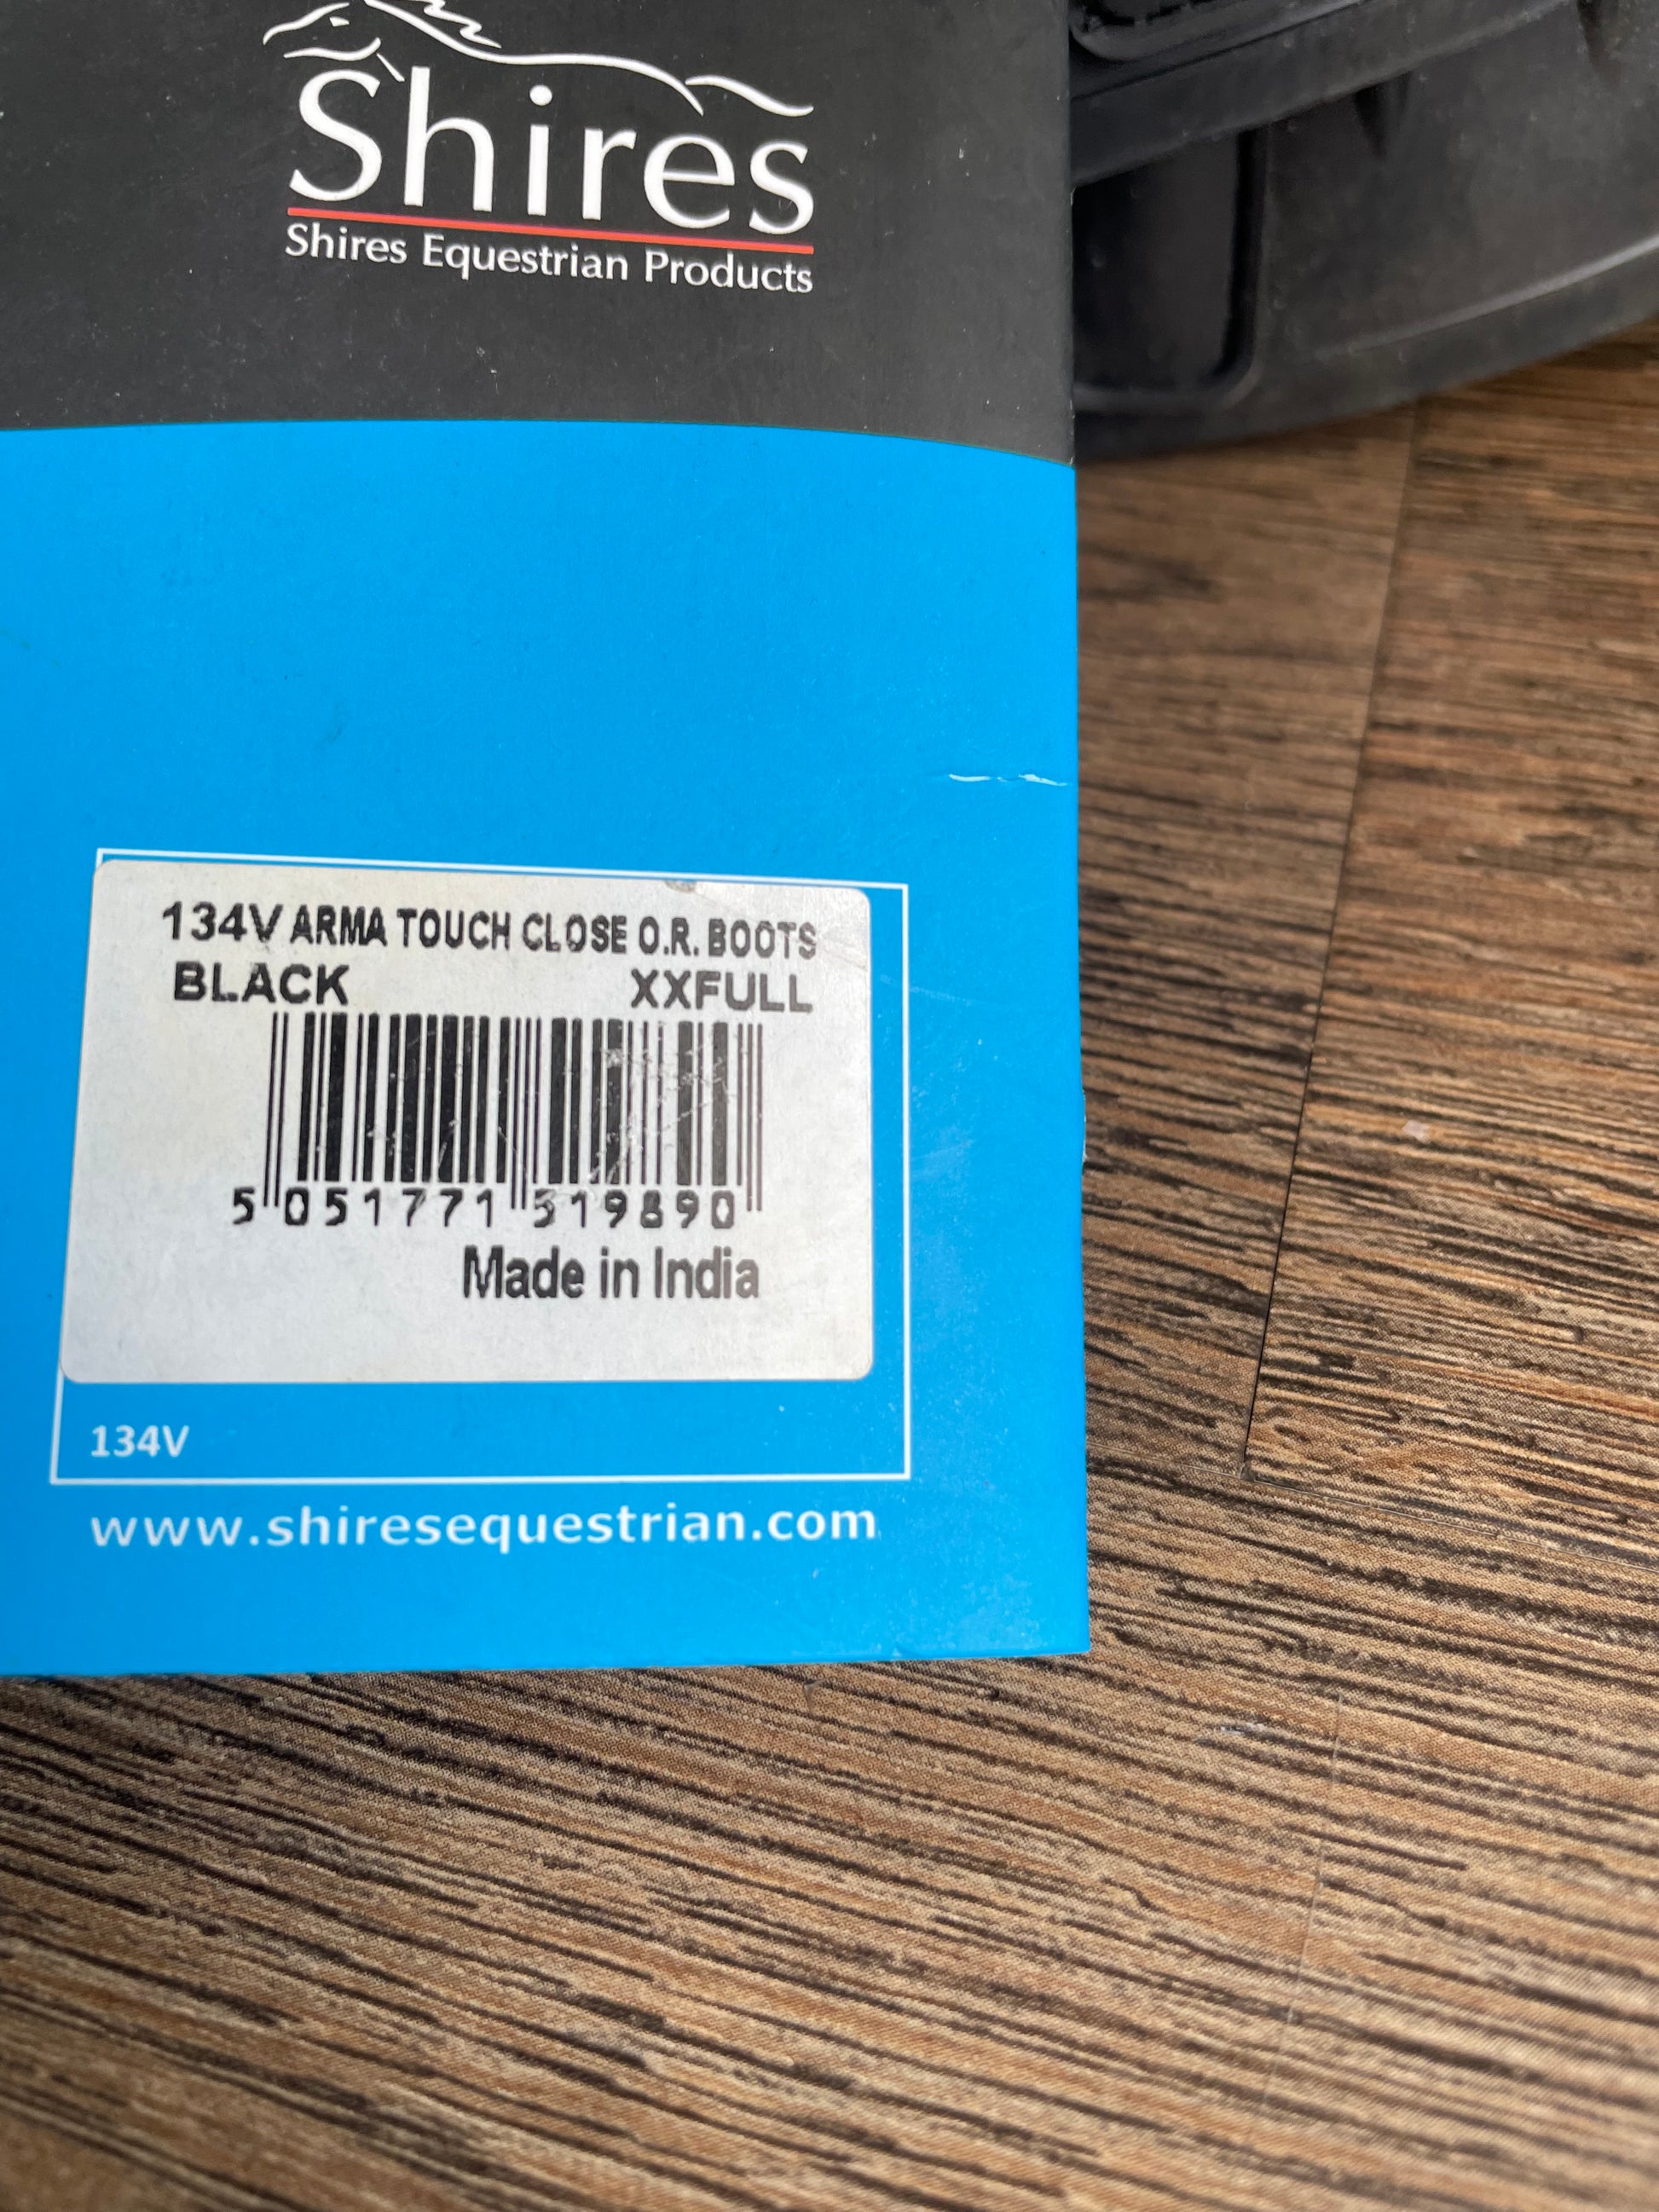 Shires
Shires Equestrian Products
134V ARMA TOUCH CLOSE O.R. BOOTS
BLACK XXFULL
5 051771 319890
Made in India
134V
www.shiresequestrian.com